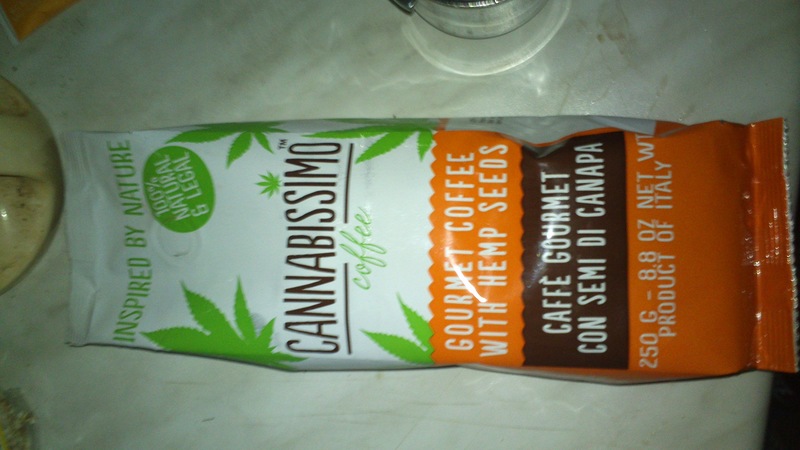 INSPIRED BY NATURE
100%
NATURAL
& LEGAL
CANNABISSIMO™
coffee
GOURMET COFFEE
WITH HEMP SEEDS
CAFFÈ GOURMET
CON SEMI DI CANAPA
250 G - 8.8 OZ NET
PRODUCT OF ITALY